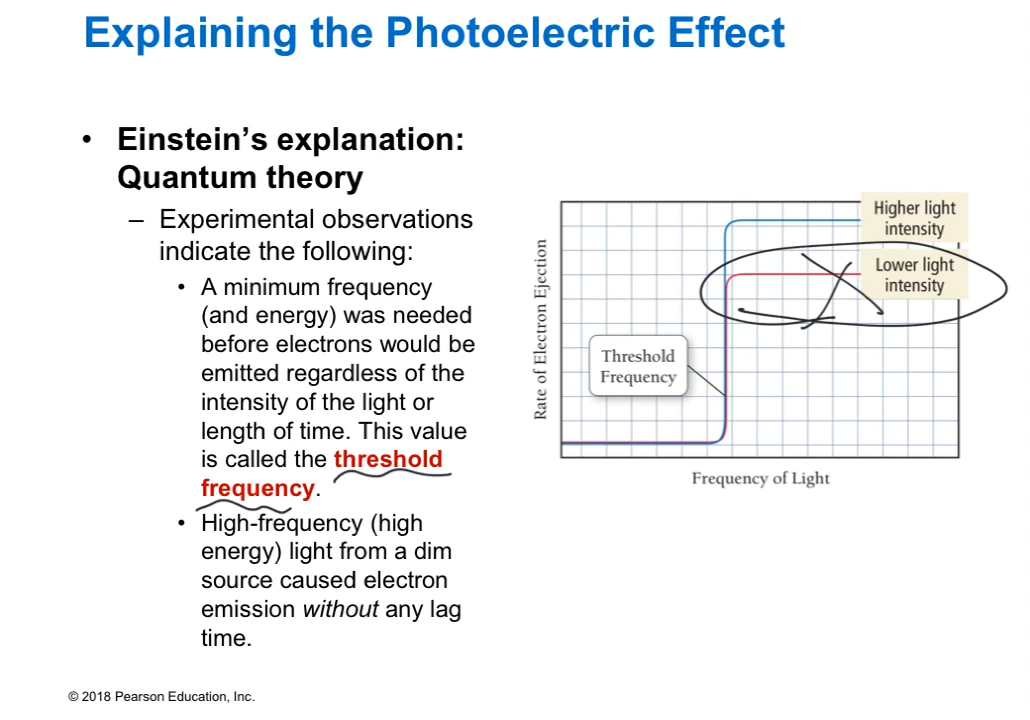 Explaining the Photoelectric Effect
• Einstein’s explanation:
Quantum theory
– Experimental observations
indicate the following:
• A minimum frequency
(and energy) was needed
before electrons would be
emitted regardless of the
intensity of the light or
length of time. This value
is called the threshold
frequency.
• High-frequency (high
energy) light from a dim
source caused electron
emission without any lag
time.
Rate of Electron Ejection
Higher light
intensity
Lower light
intensity
Threshold
Frequency
Frequency of Light
© 2018 Pearson Education, Inc.